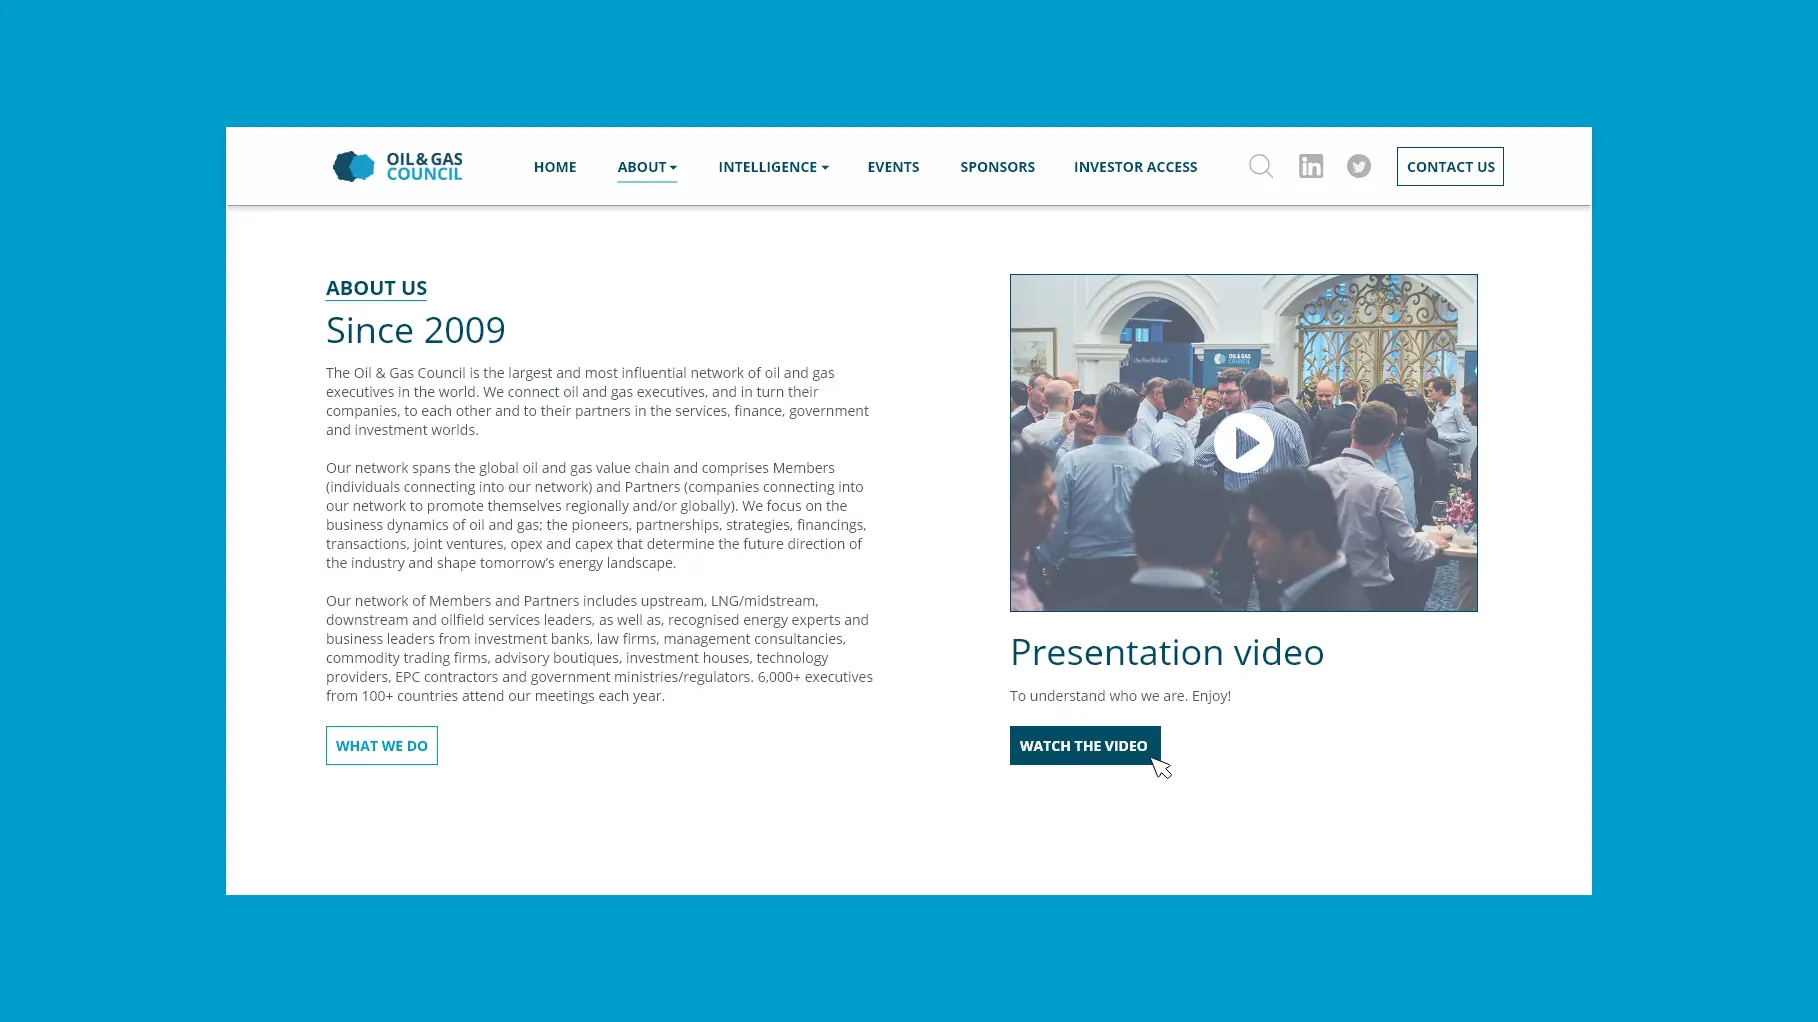 OIL & GAS
COUNCIL
HOME
ABOUT
INTELLIGENCE
EVENTS
SPONSORS
INVESTOR ACCESS
in
CONTACT US
ABOUT US
Since 2009
The Oil & Gas Council is the largest and most influential network of oil and gas
executives in the world. We connect oil and gas executives, and in turn their
companies, to each other and to their partners in the services, finance, government
and investment worlds.
Our network spans the global oil and gas value chain and comprises Members
(individuals connecting into our network) and Partners (companies connecting into
our network to promote themselves regionally and/or globally). We focus on the
business dynamics of oil and gas; the pioneers, partnerships, strategies, financings,
transactions, joint ventures, opex and capex that determine the future direction of
the industry and shape tomorrow’s energy landscape.
Our network of Members and Partners includes upstream, LNG/midstream,
downstream and oilfield services leaders, as well as, recognised energy experts and
business leaders from investment banks, law firms, management consultancies,
commodity trading firms, advisory boutiques, investment houses, technology
providers, EPC contractors and government ministries/regulators. 6,000+ executives
from 100+ countries attend our meetings each year.
WHAT WE DO
OIL & GAS
COUNCIL
Presentation video
To understand who we are. Enjoy!
WATCH THE VIDEO